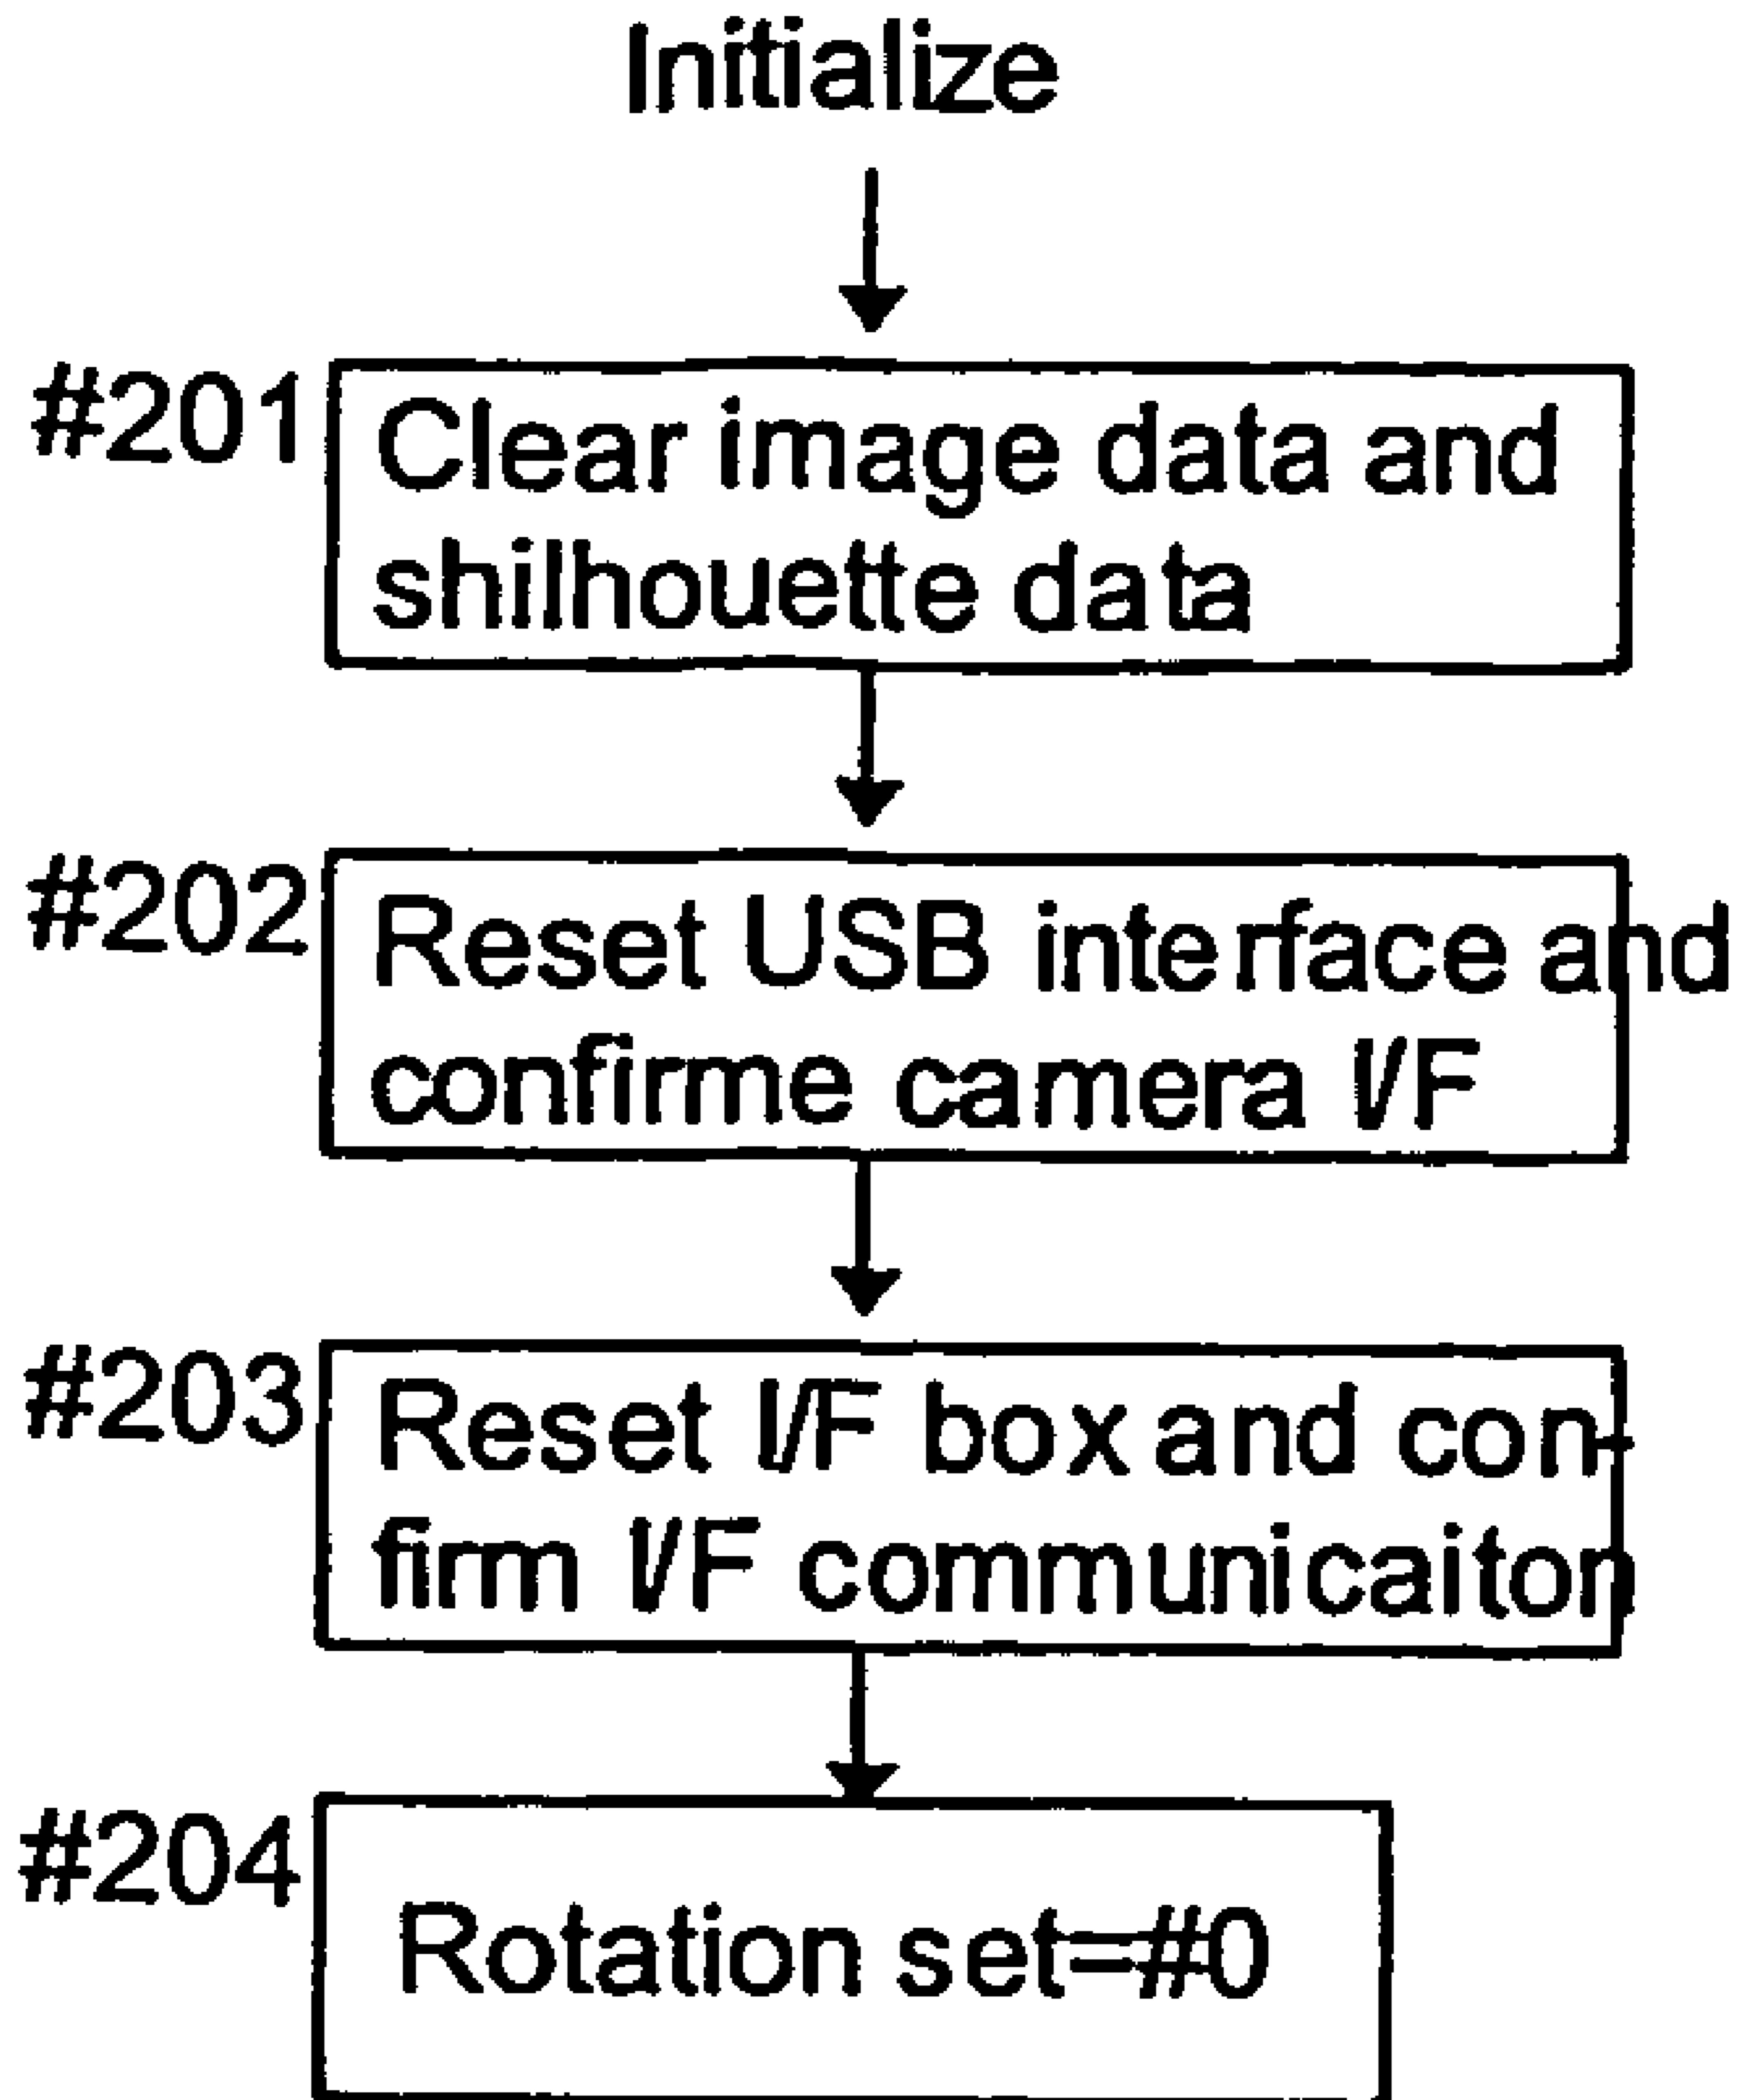 Initialize
#201
Clear image data and
shilhouette data
#202
Reset USB interface and
confirme camera I/F
#203
Reset I/F box and con-
firm I/F communicaiton
#204
Rotation set=#0